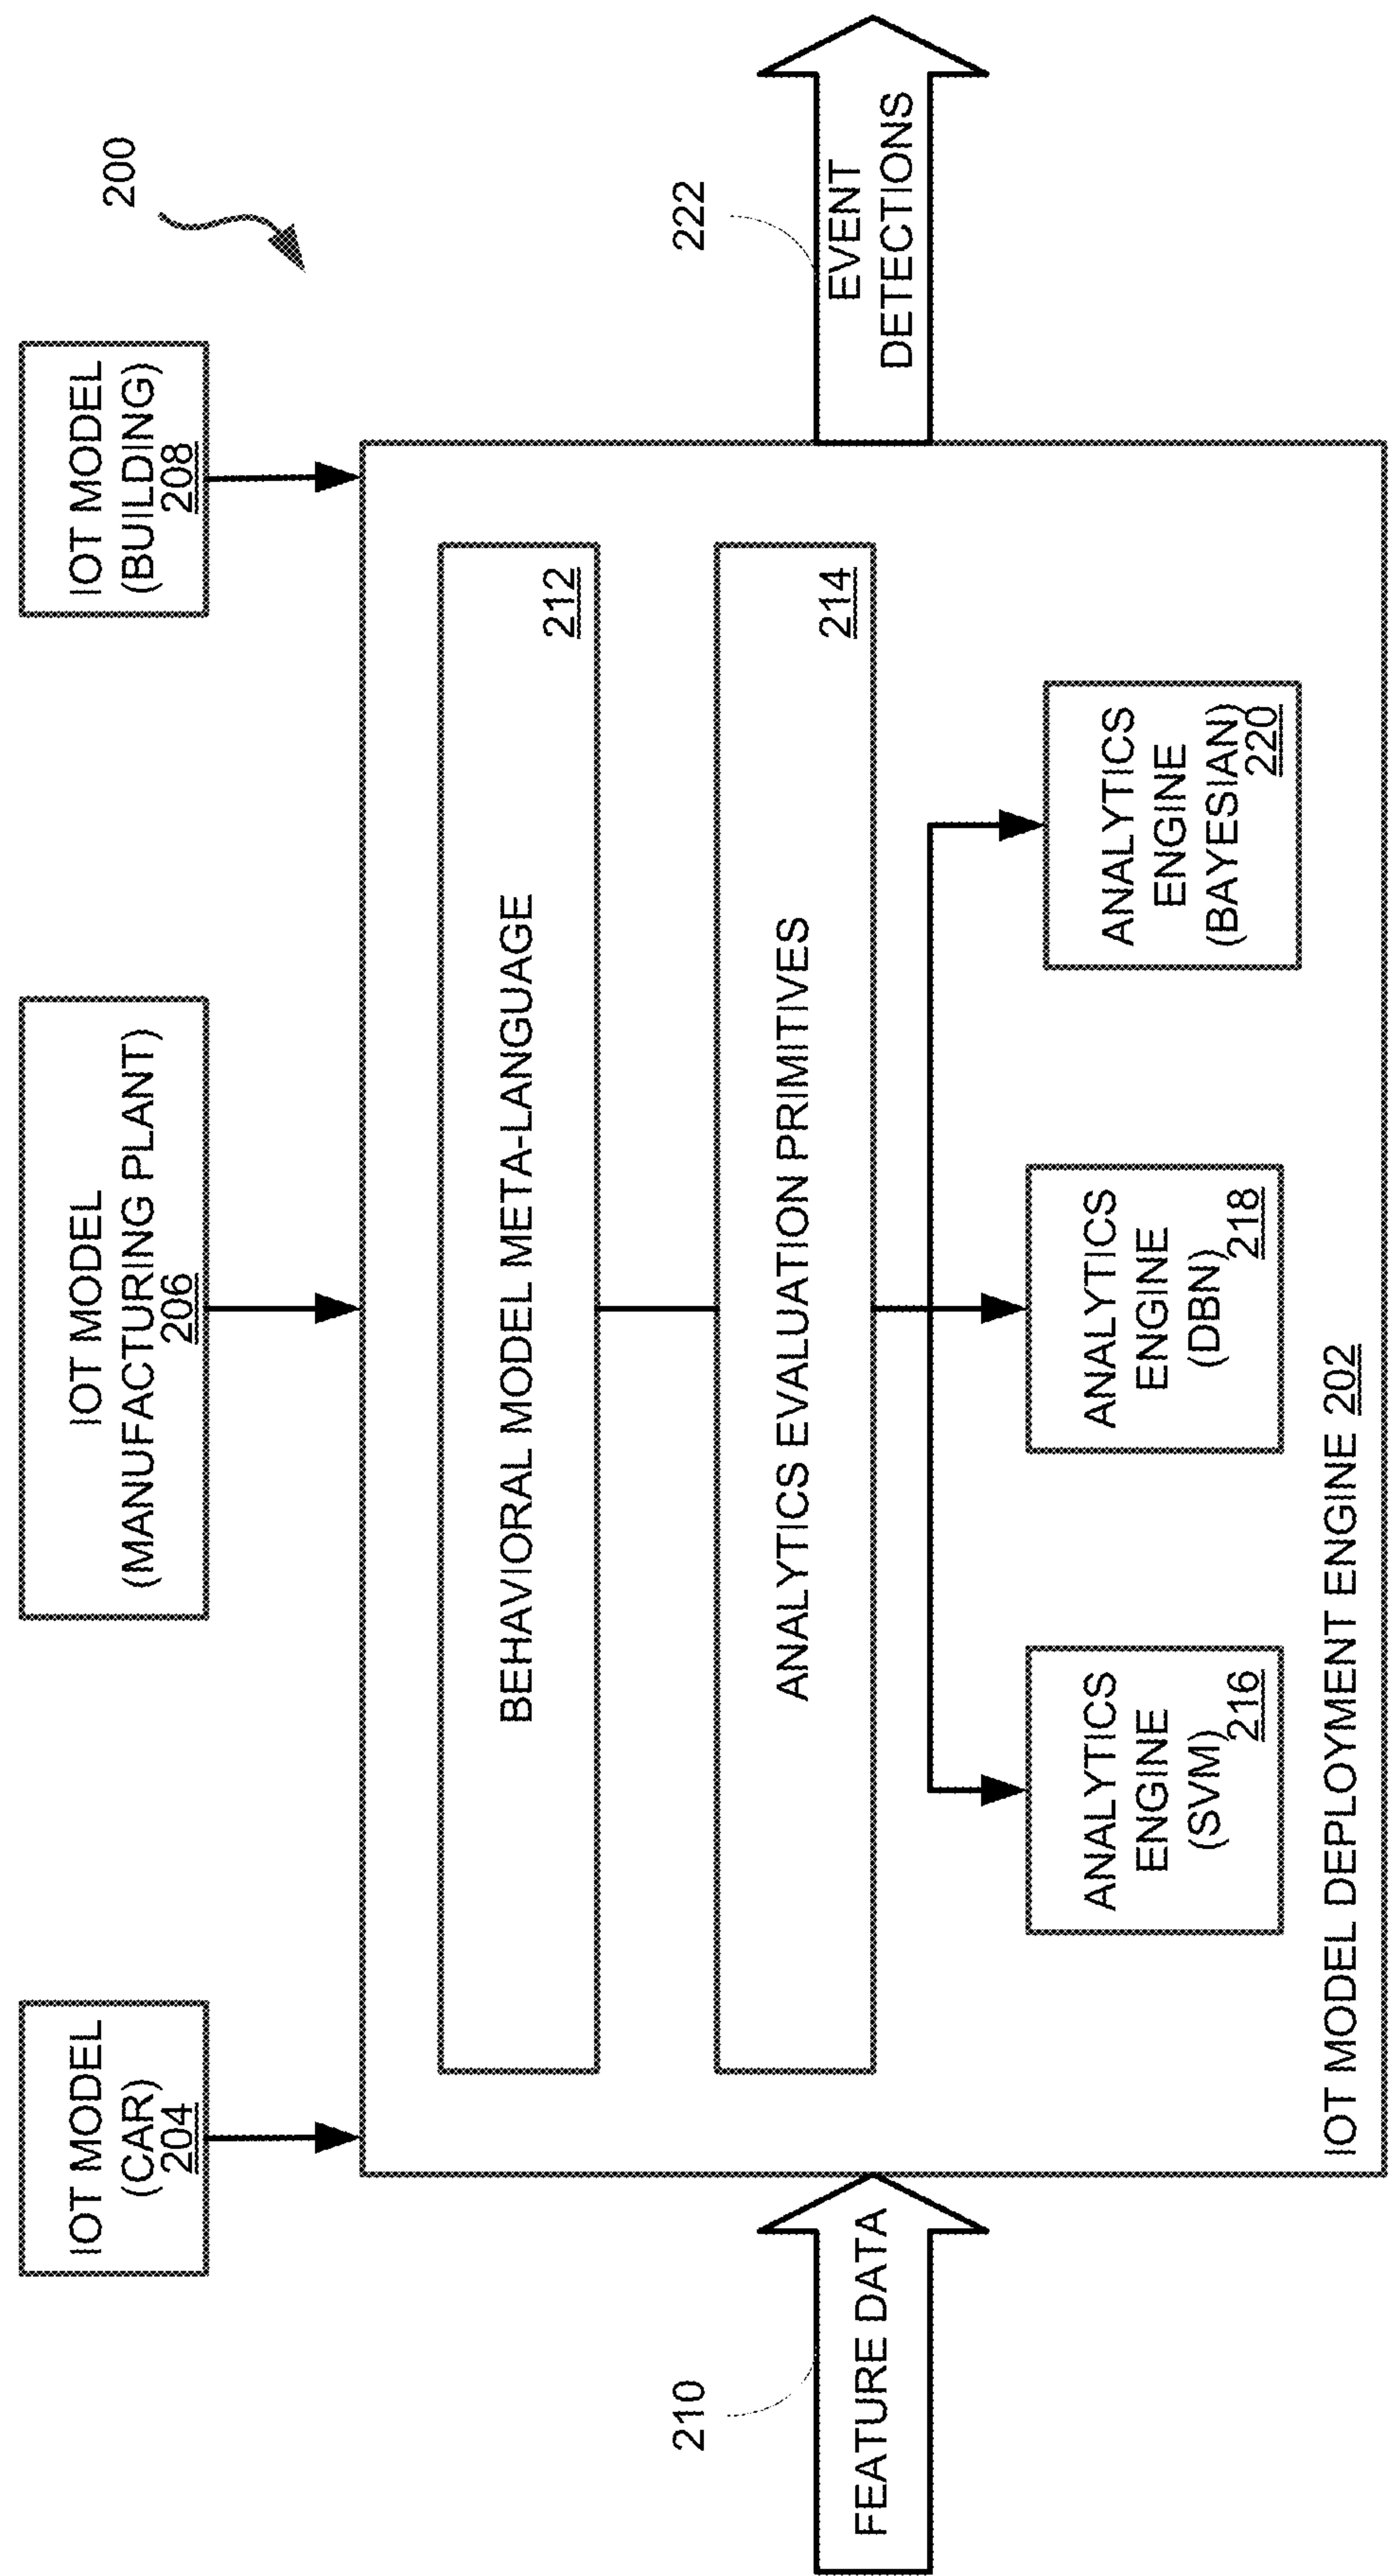 200
IOT MODEL
(CAR)
204
IOT MODEL
(MANUFACTURING PLANT)
206
IOT MODEL
(BUILDING)
208
BEHAVIORAL MODEL META-LANGUAGE
212
210
FEATURE DATA
ANALYTICS EVALUATION PRIMITIVES
214
222
EVENT
DETECTIONS
ANALYTICS
ENGINE
(SVM)
216
ANALYTICS
ENGINE
(DBN)
218
ANALYTICS
ENGINE
(BAYESIAN)
220
IOT MODEL DEPLOYMENT ENGINE 202